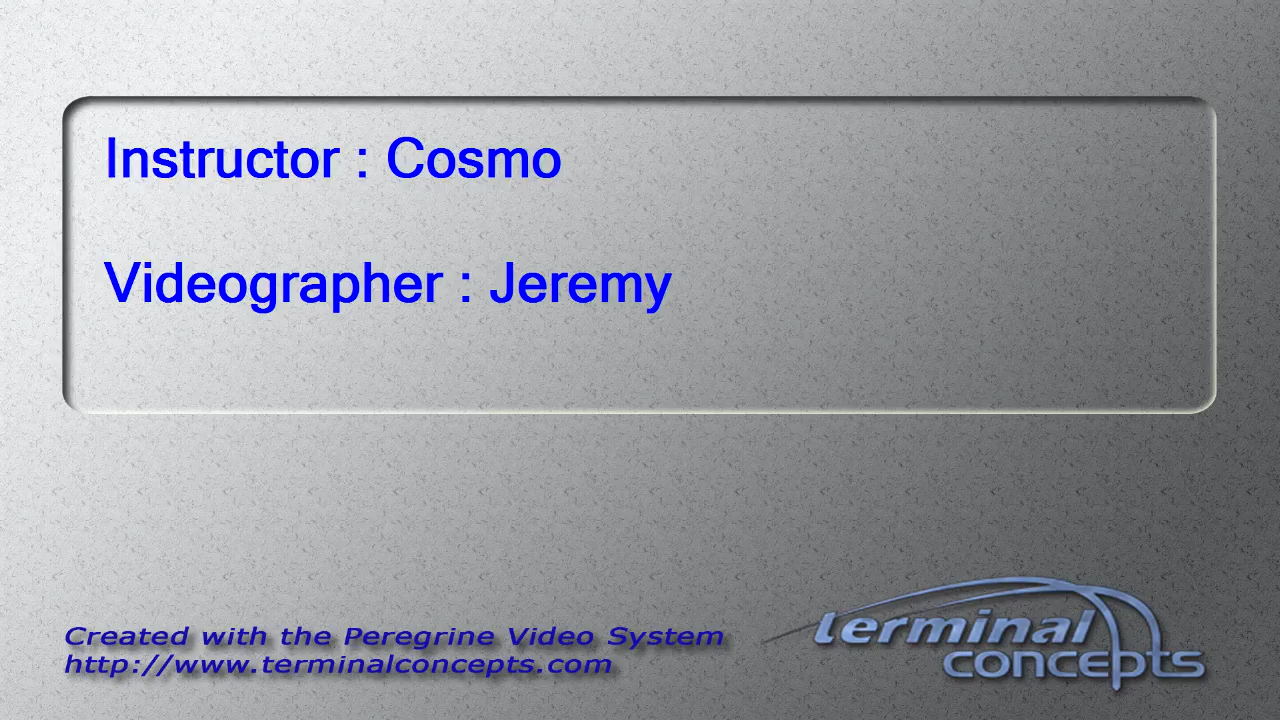 Instructor : Cosmo
Videographer : Jeremy
Created with the Peregrine Video System
http://www.terminalconcepts.com
terminal
concepts